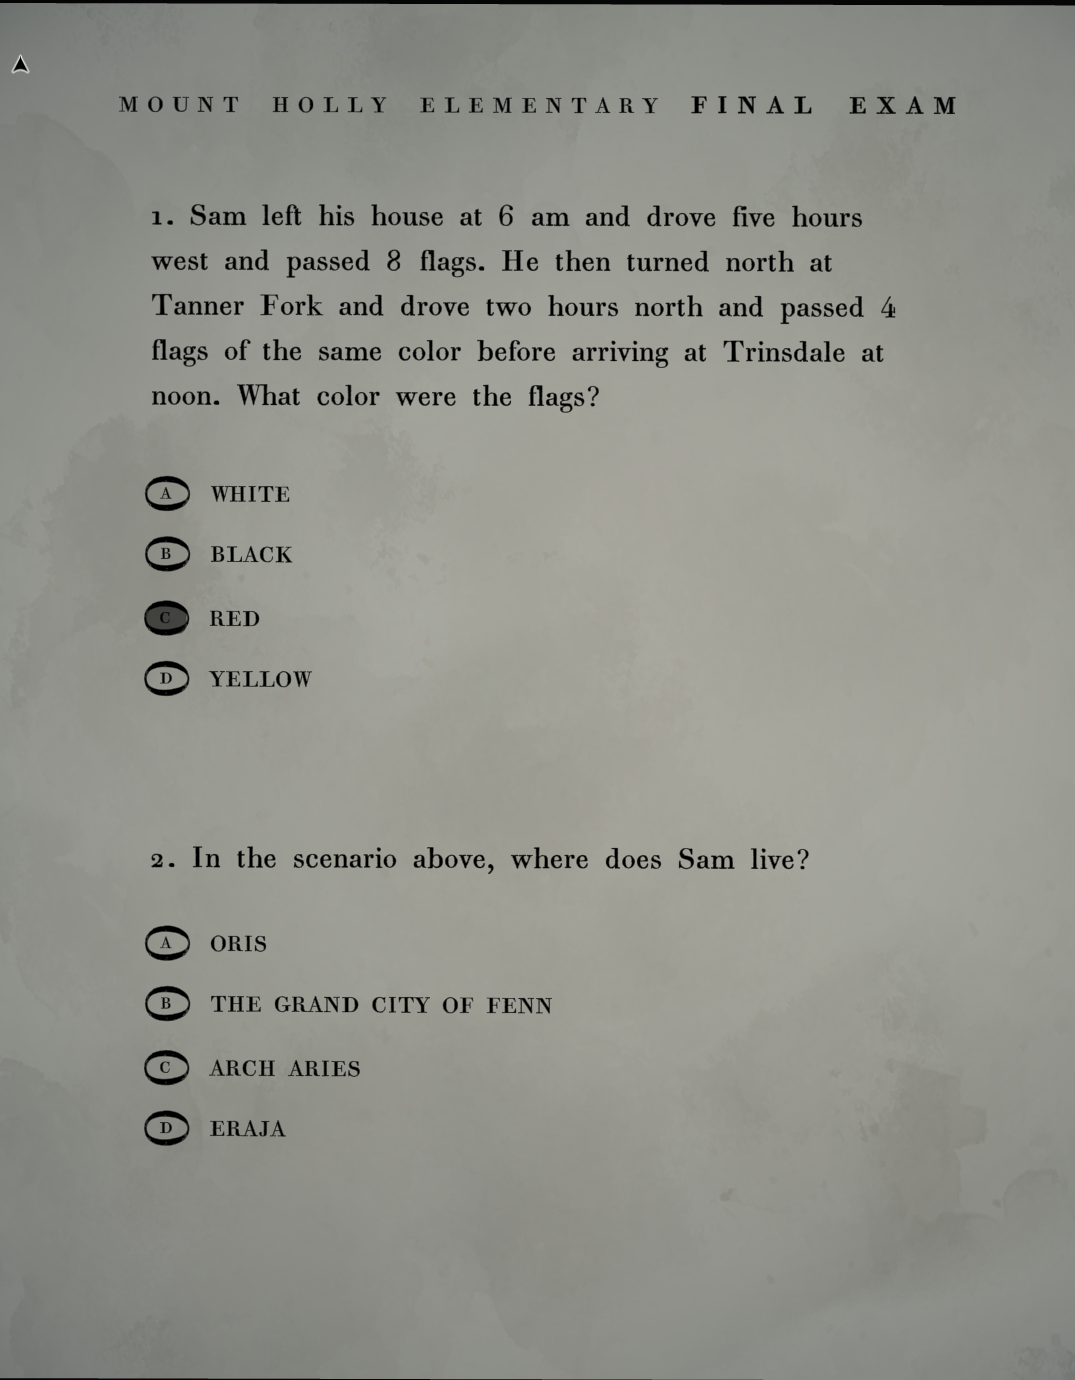 MOUNT HOLLY ELEMENTARY FINAL EXAM
1. Sam left his house at 6 am and drove five hours
west and passed 8 flags. He then turned north at
Tanner Fork and drove two hours north and passed 4
flags of the same color before arriving at Trinsdale at
noon. What color were the flags?
A WHITE
B BLACK
C RED
D YELLOW
2. In the scenario above, where does Sam live?
A ORIS
B THE GRAND CITY OF FENN
C ARCH ARIES
D ERAJA